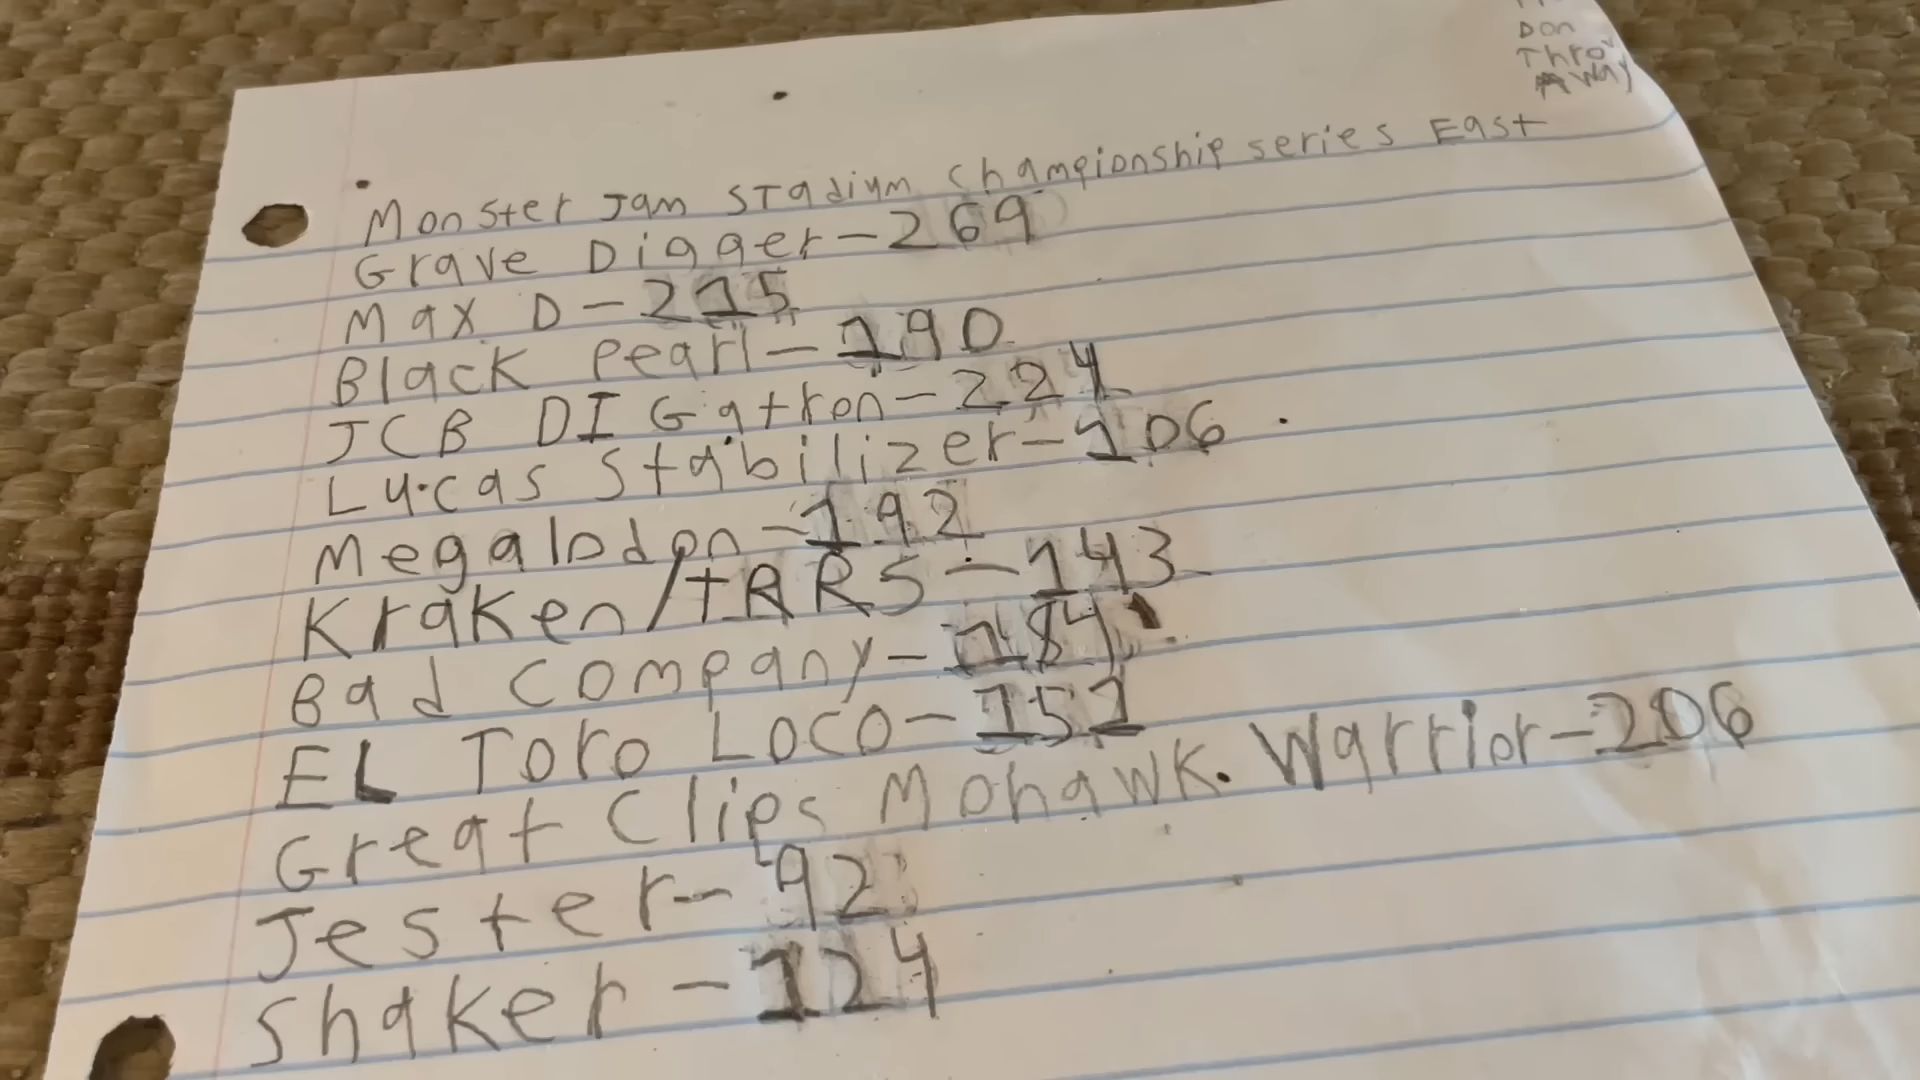 Don
Throw
Away
Monster Jam Stadium Championship series East
Grave Digger-269
Max D-215
Black Pearl-190
JCB DIGatron-224
Lucas Stabilizer-106
Megalodon-192
Kraken/TRRS-143
Bad Company-184
EL Toro Loco-151
Great Clips Mohawk Warrior-206
Jester-92
Shaker-124